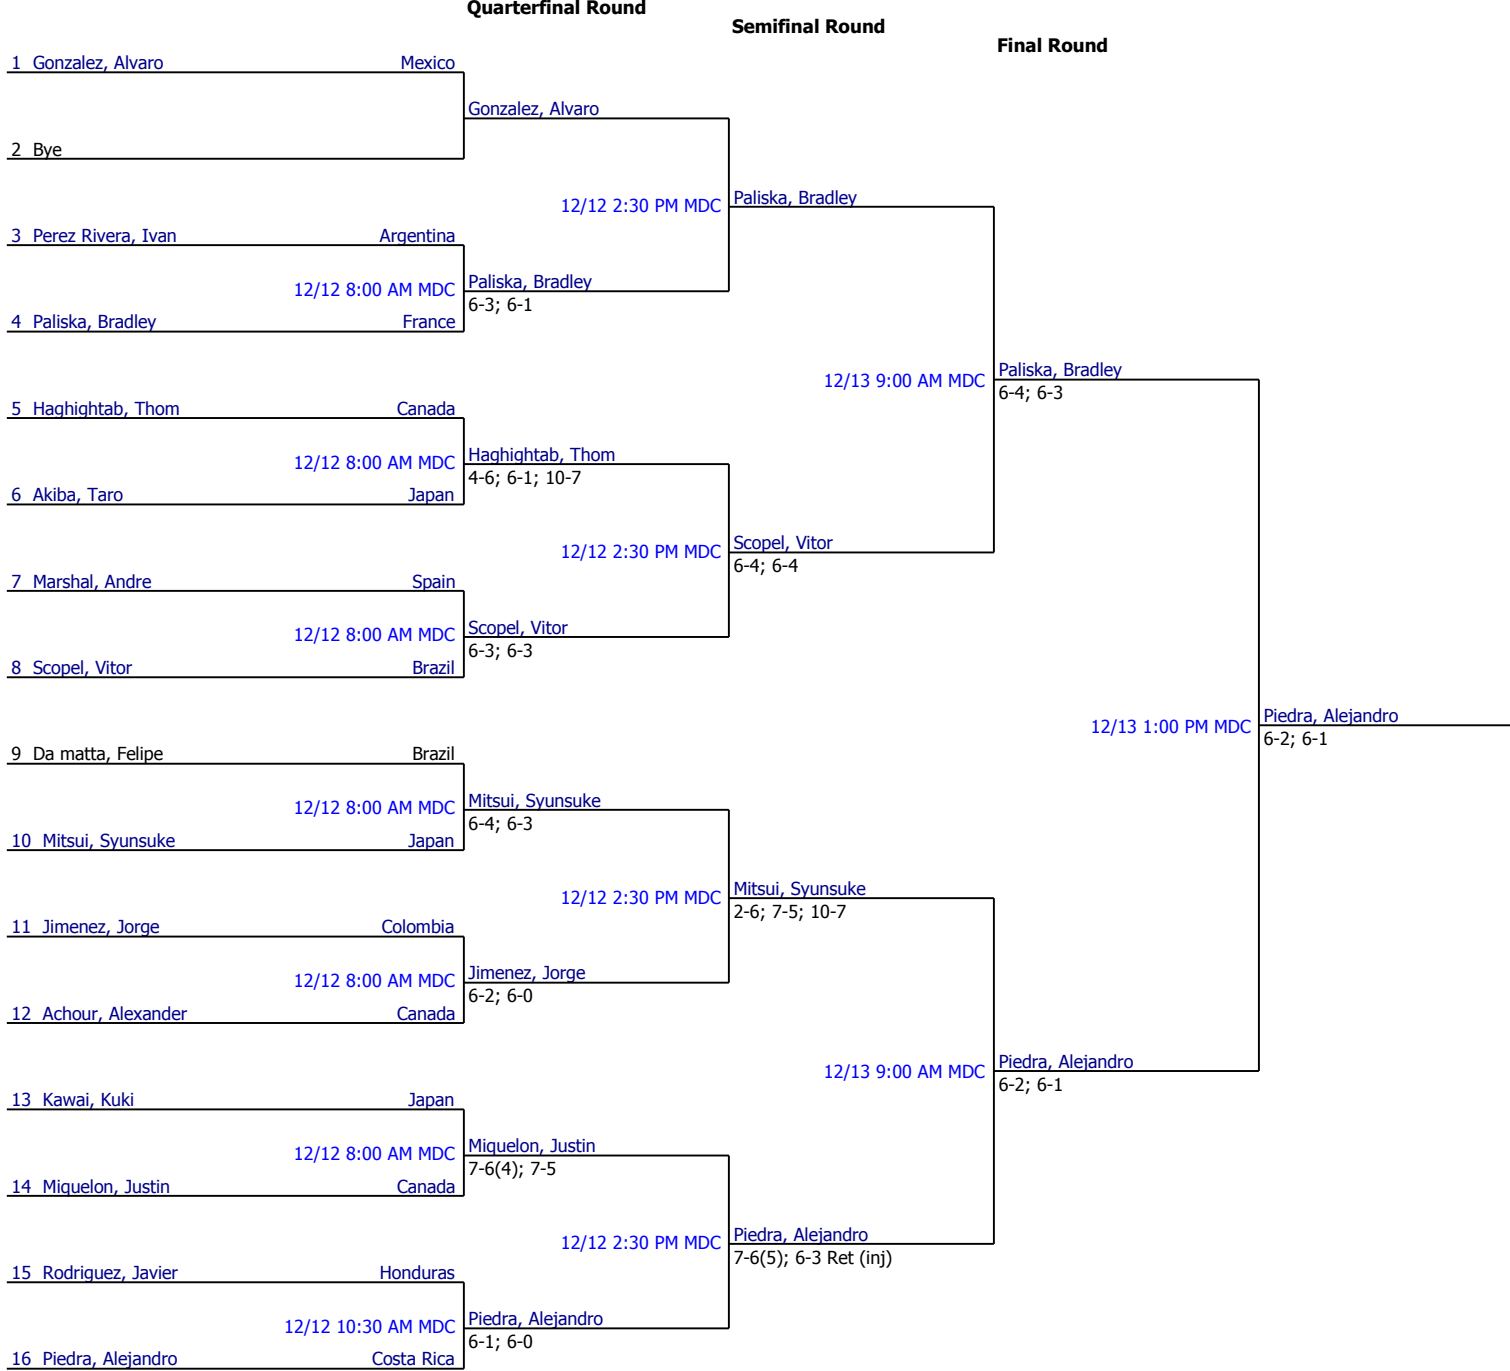 Quarterfinal Round
Semifinal Round
Final Round
1 Gonzalez, Alvaro Mexico
Gonzalez, Alvaro
2 Bye
12/12 2:30 PM MDC Paliska, Bradley
3 Perez Rivera, Ivan Argentina
12/12 8:00 AM MDC Paliska, Bradley
6-3; 6-1
4 Paliska, Bradley France
12/13 9:00 AM MDC Paliska, Bradley
6-4; 6-3
5 Haghightab, Thom Canada
12/12 8:00 AM MDC Haghightab, Thom
4-6; 6-1; 10-7
6 Akiba, Taro Japan
12/12 2:30 PM MDC Scopel, Vitor
6-4; 6-4
7 Marshal, Andre Spain
12/12 8:00 AM MDC Scopel, Vitor
6-3; 6-3
8 Scopel, Vitor Brazil
12/13 1:00 PM MDC Piedra, Alejandro
6-2; 6-1
9 Da matta, Felipe Brazil
12/12 8:00 AM MDC Mitsui, Syunsuke
6-4; 6-3
10 Mitsui, Syunsuke Japan
12/12 2:30 PM MDC Mitsui, Syunsuke
2-6; 7-5; 10-7
11 Jimenez, Jorge Colombia
12/12 8:00 AM MDC Jimenez, Jorge
6-2; 6-0
12 Achour, Alexander Canada
12/13 9:00 AM MDC Piedra, Alejandro
6-2; 6-1
13 Kawai, Kuki Japan
12/12 8:00 AM MDC Miquelon, Justin
7-6(4); 7-5
14 Miquelon, Justin Canada
12/12 2:30 PM MDC Piedra, Alejandro
7-6(5); 6-3 Ret (inj)
15 Rodriguez, Javier Honduras
12/12 10:30 AM MDC Piedra, Alejandro
6-1; 6-0
16 Piedra, Alejandro Costa Rica